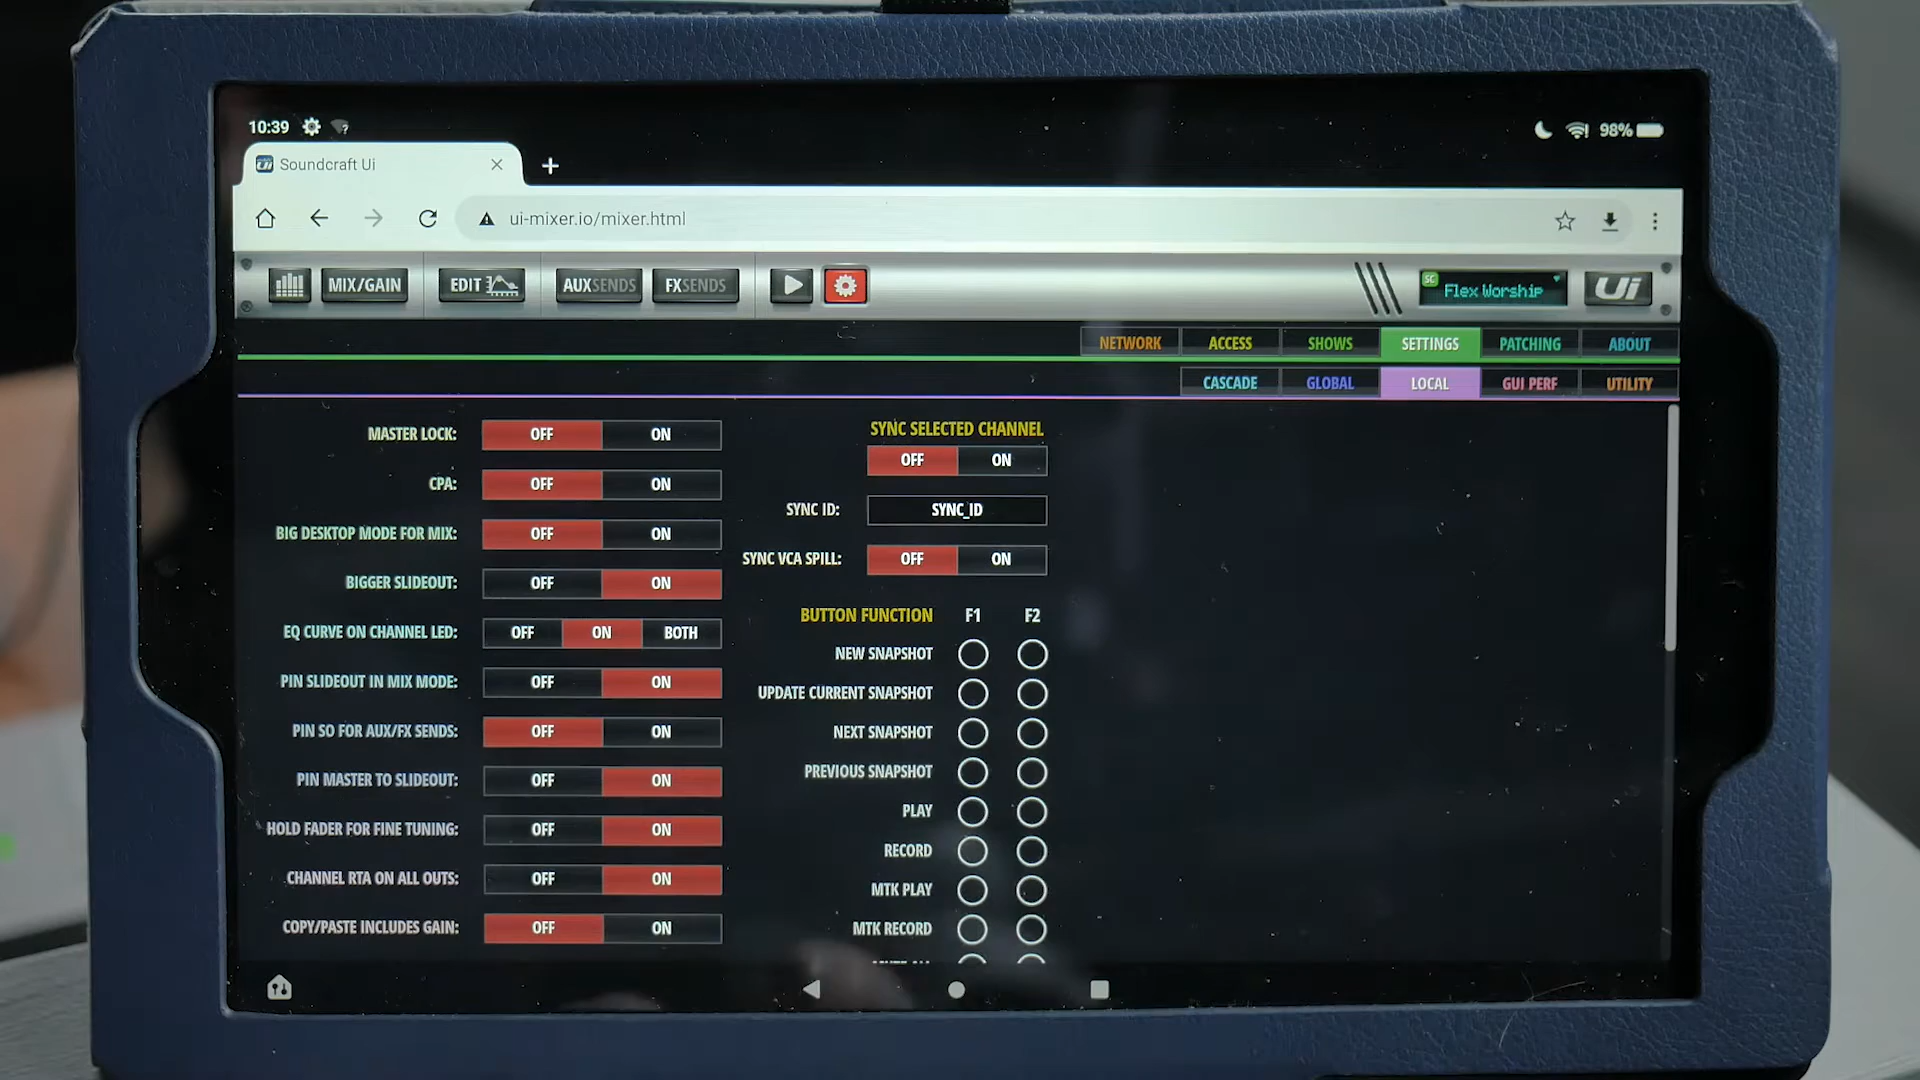 10:39
98%
Soundcraft Ui
ui-mixer.io/mixer.html
MIX/GAIN
EDIT
AUXSENDS
FXSENDS
SC
Flex Worship
Ui
NETWORK
ACCESS
SHOWS
SETTINGS
PATCHING
ABOUT
CASCADE
GLOBAL
LOCAL
GUI PERF
UTILITY
MASTER LOCK: OFF ON
CPA: OFF ON
BIG DESKTOP MODE FOR MIX: OFF ON
BIGGER SLIDEOUT: OFF ON
EQ CURVE ON CHANNEL LED: OFF ON BOTH
PIN SLIDEOUT IN MIX MODE: OFF ON
PIN SO FOR AUX/FX SENDS: OFF ON
PIN MASTER TO SLIDEOUT: OFF ON
HOLD FADER FOR FINE TUNING: OFF ON
CHANNEL RTA ON ALL OUTS: OFF ON
COPY/PASTE INCLUDES GAIN: OFF ON
SYNC SELECTED CHANNEL
OFF ON
SYNC ID: SYNC_ID
SYNC VCA SPILL: OFF ON
BUTTON FUNCTION F1 F2
NEW SNAPSHOT
UPDATE CURRENT SNAPSHOT
NEXT SNAPSHOT
PREVIOUS SNAPSHOT
PLAY
RECORD
MTK PLAY
MTK RECORD